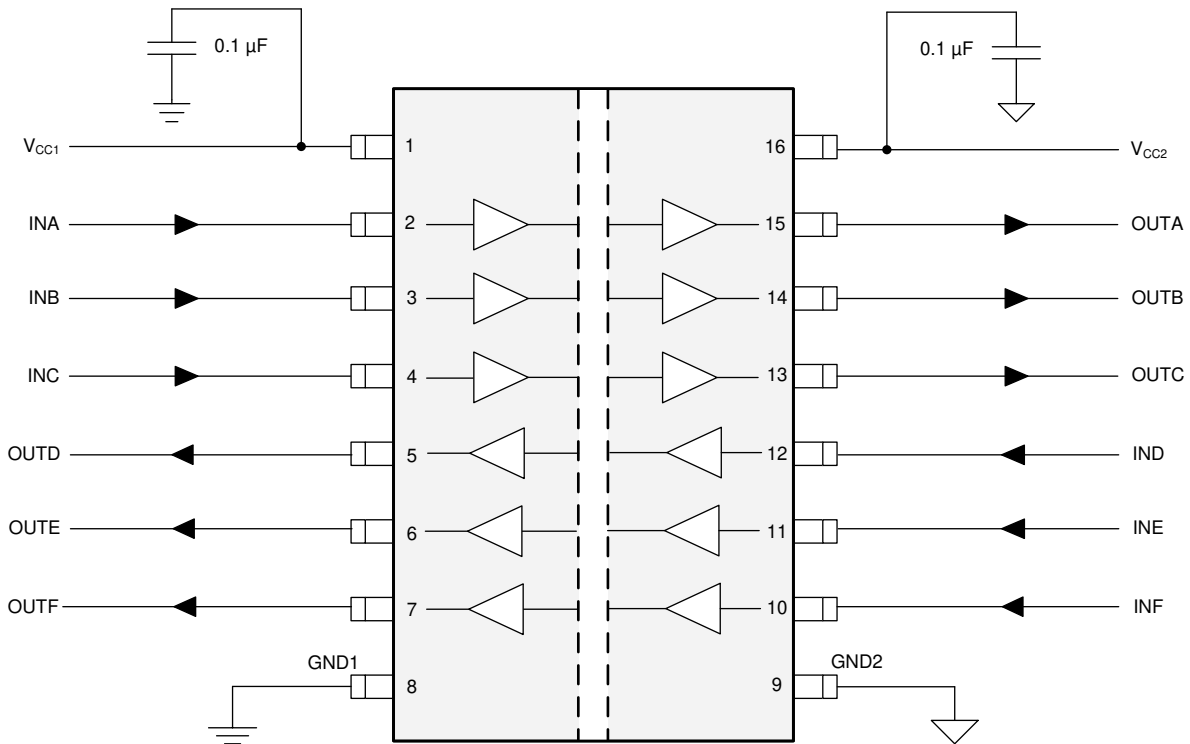 0.1 µF 0.1 µF
VCC1 1 16 VCC2
INA 2 15 OUTA
INB 3 14 OUTB
INC 4 13 OUTC
OUTD 5 12 IND
OUTE 6 11 INE
OUTF 7 10 INF
GND1 GND2
8 9